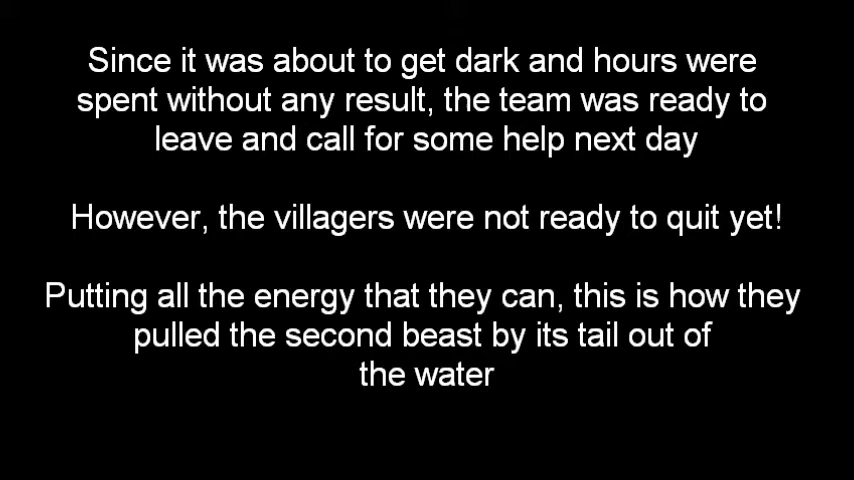 Since it was about to get dark and hours were
spent without any result, the team was ready to
leave and call for some help next day
However, the villagers were not ready to quit yet!
Putting all the energy that they can, this is how they
pulled the second beast by its tail out of
the water